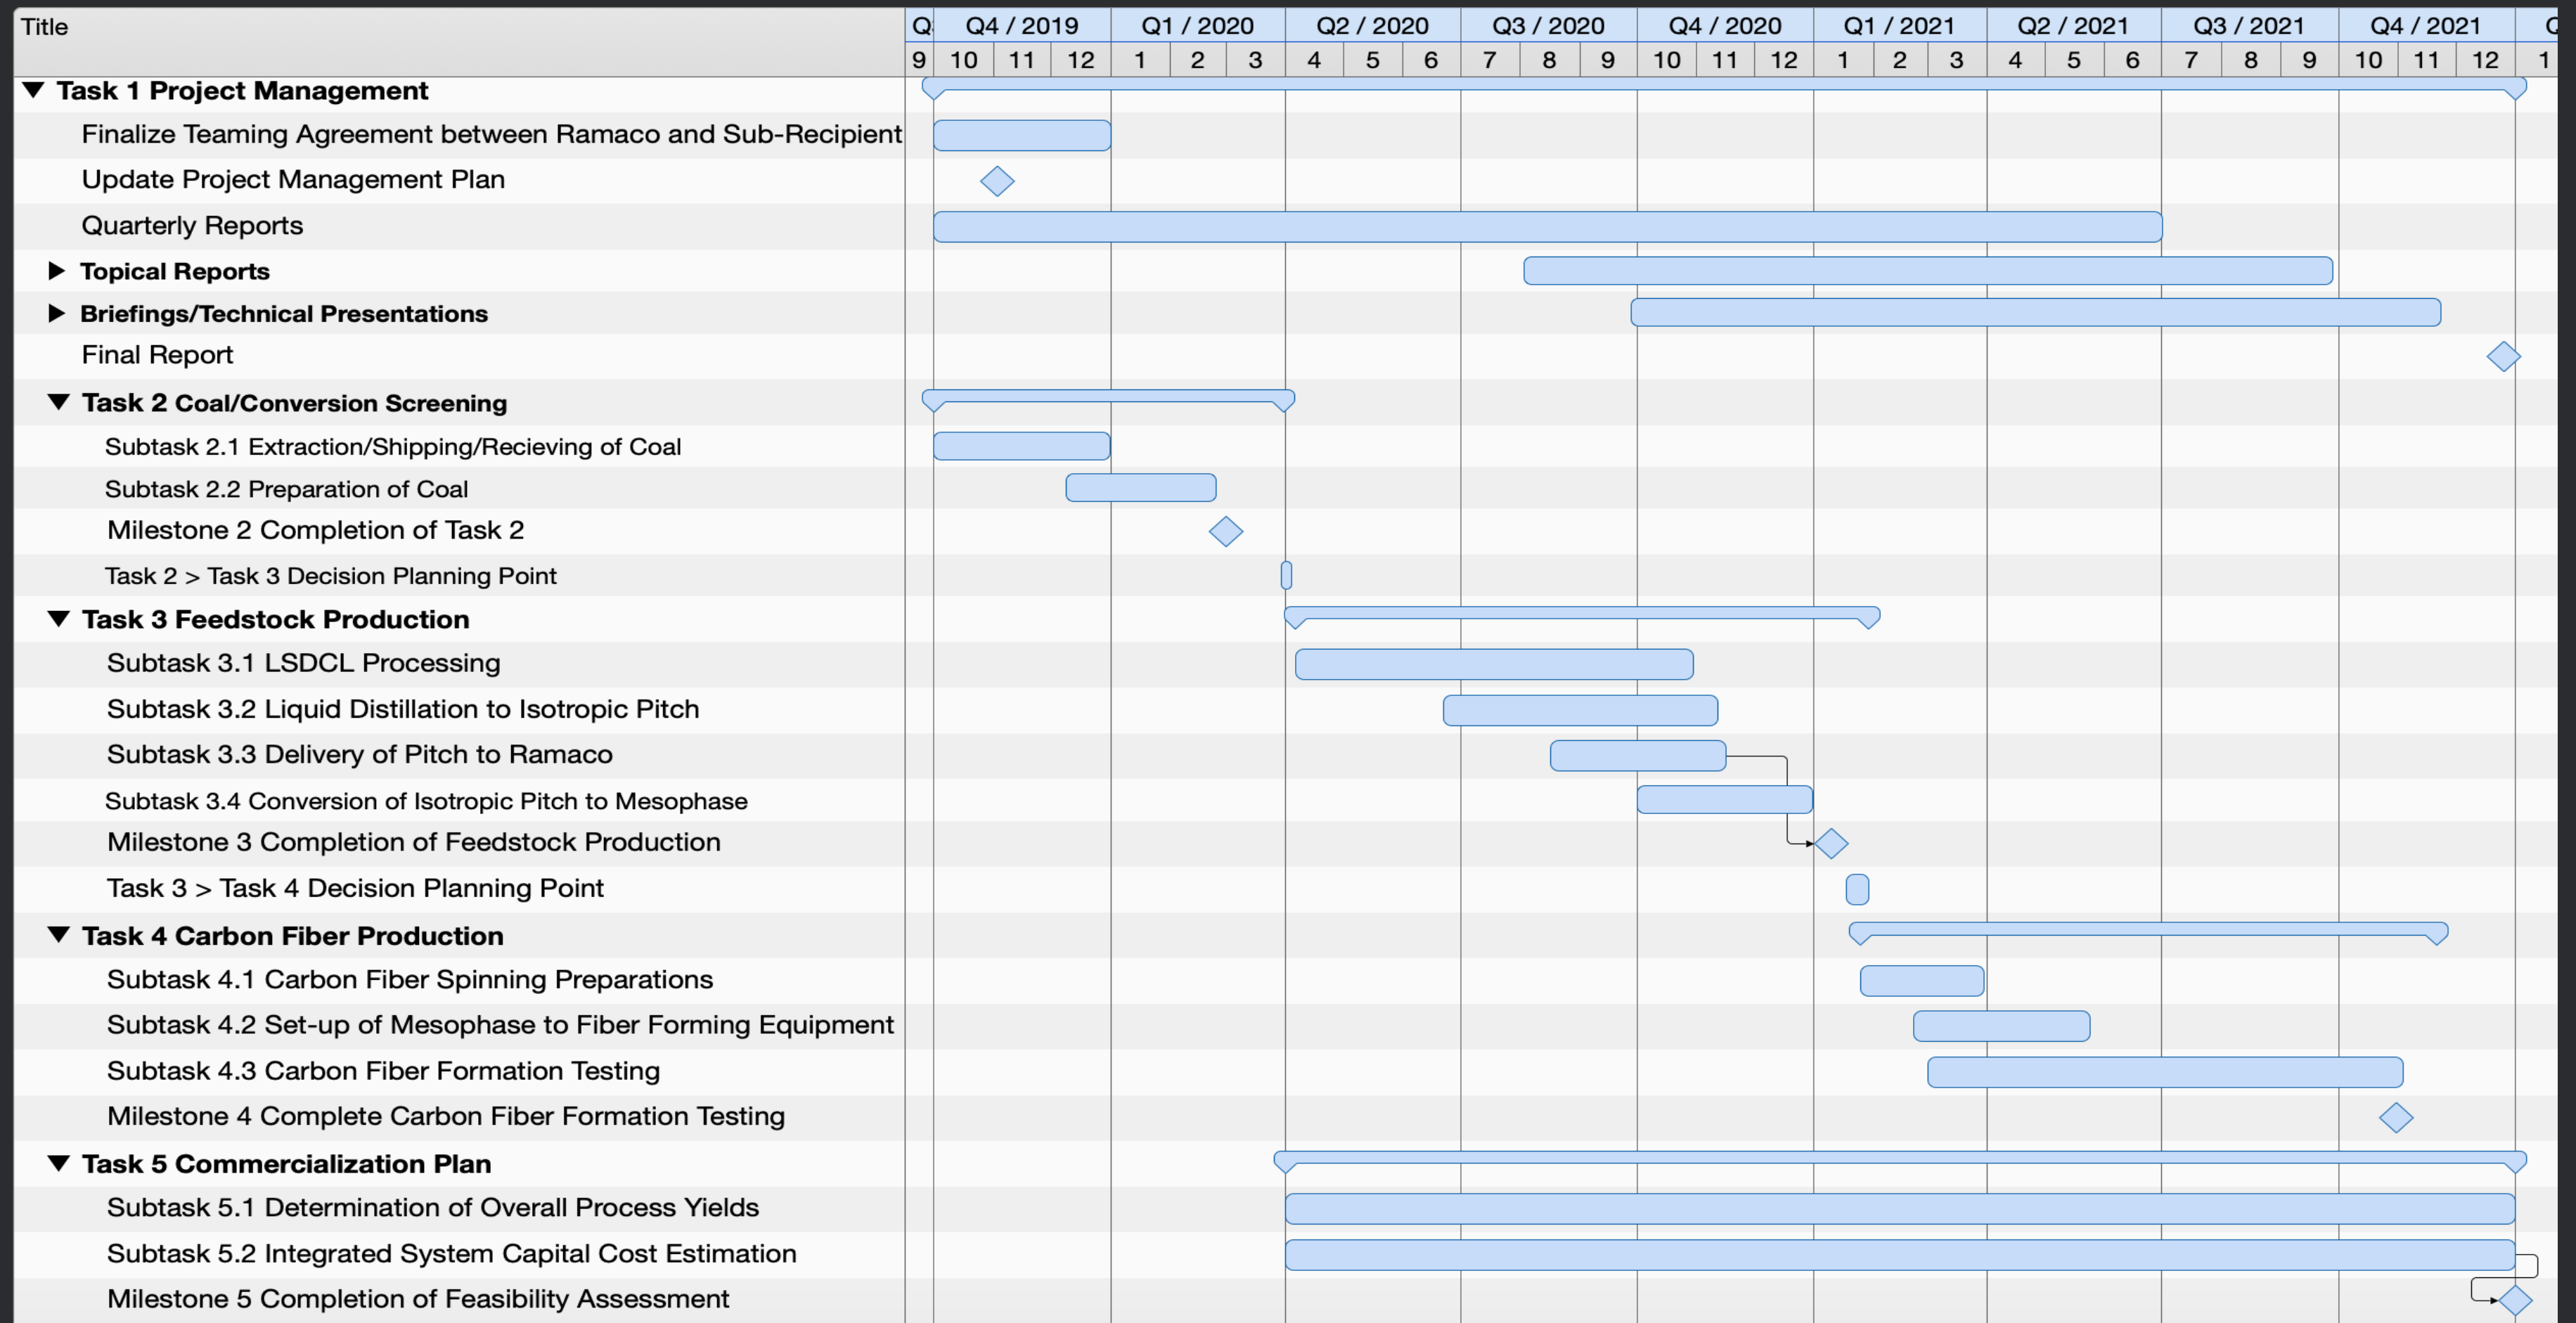 Title
Q Q4 / 2019 Q1 / 2020 Q2 / 2020 Q3 / 2020 Q4 / 2020 Q1 / 2021 Q2 / 2021 Q3 / 2021 Q4 / 2021
9 10 11 12 1 2 3 4 5 6 7 8 9 10 11 12 1 2 3 4 5 6 7 8 9 10 11 12 1
Task 1 Project Management
Finalize Teaming Agreement between Ramaco and Sub-Recipient
Update Project Management Plan
Quarterly Reports
Topical Reports
Briefings/Technical Presentations
Final Report
Task 2 Coal/Conversion Screening
Subtask 2.1 Extraction/Shipping/Recieving of Coal
Subtask 2.2 Preparation of Coal
Milestone 2 Completion of Task 2
Task 2 > Task 3 Decision Planning Point
Task 3 Feedstock Production
Subtask 3.1 LSDCL Processing
Subtask 3.2 Liquid Distillation to Isotropic Pitch
Subtask 3.3 Delivery of Pitch to Ramaco
Subtask 3.4 Conversion of Isotropic Pitch to Mesophase
Milestone 3 Completion of Feedstock Production
Task 3 > Task 4 Decision Planning Point
Task 4 Carbon Fiber Production
Subtask 4.1 Carbon Fiber Spinning Preparations
Subtask 4.2 Set-up of Mesophase to Fiber Forming Equipment
Subtask 4.3 Carbon Fiber Formation Testing
Milestone 4 Complete Carbon Fiber Formation Testing
Task 5 Commercialization Plan
Subtask 5.1 Determination of Overall Process Yields
Subtask 5.2 Integrated System Capital Cost Estimation
Milestone 5 Completion of Feasibility Assessment